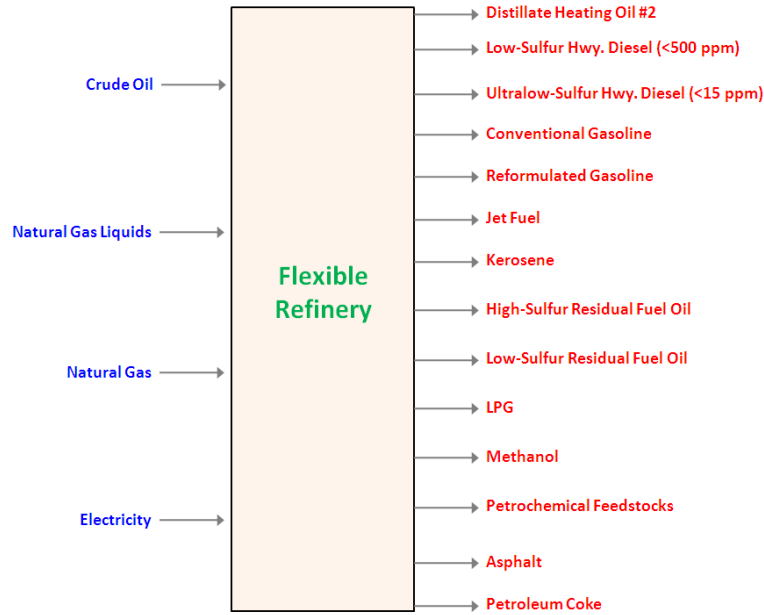 Crude Oil
Natural Gas Liquids
Natural Gas
Electricity
Flexible
Refinery
Distillate Heating Oil #2
Low-Sulfur Hwy. Diesel (<500 ppm)
Ultralow-Sulfur Hwy. Diesel (<15 ppm)
Conventional Gasoline
Reformulated Gasoline
Jet Fuel
Kerosene
High-Sulfur Residual Fuel Oil
Low-Sulfur Residual Fuel Oil
LPG
Methanol
Petrochemical Feedstocks
Asphalt
Petroleum Coke